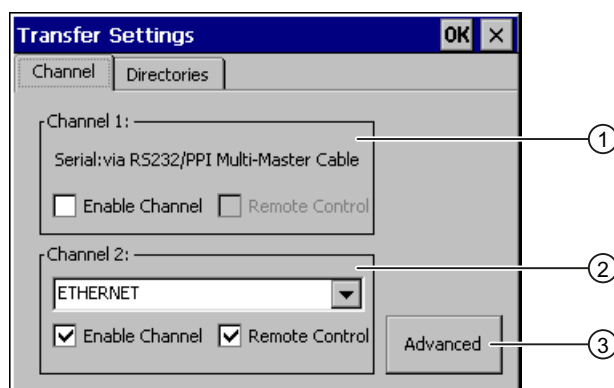 Transfer Settings OK ×
Channel Directories
Channel 1:
1
Serial:via RS232/PPI Multi-Master Cable
Enable Channel Remote Control
Channel 2:
2
ETHERNET
Enable Channel Remote Control
Advanced
3